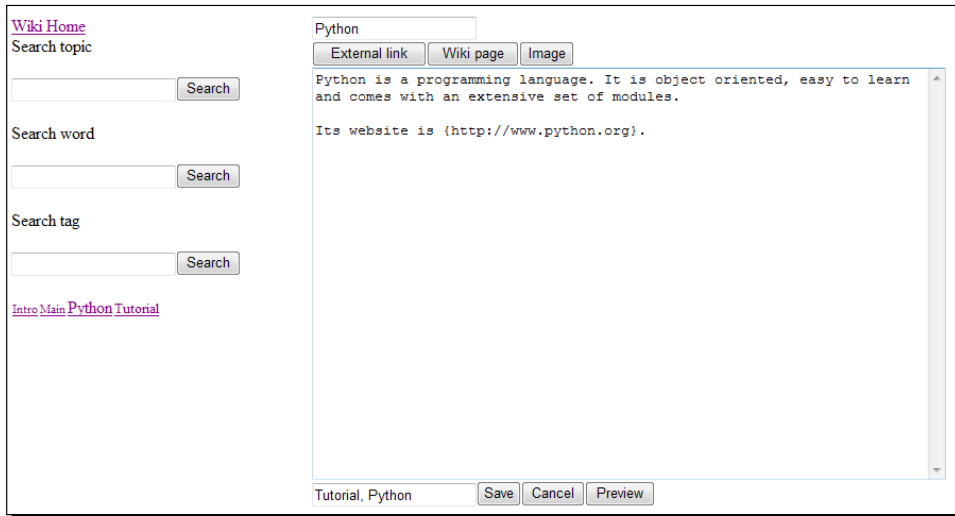 Wiki Home
Search topic
Search
Search word
Search
Search tag
Search
Intro Main Python Tutorial
Python
External link Wiki page Image
Python is a programming language. It is object oriented, easy to learn
and comes with an extensive set of modules.
Its website is {http://www.python.org}.
Tutorial, Python Save Cancel Preview